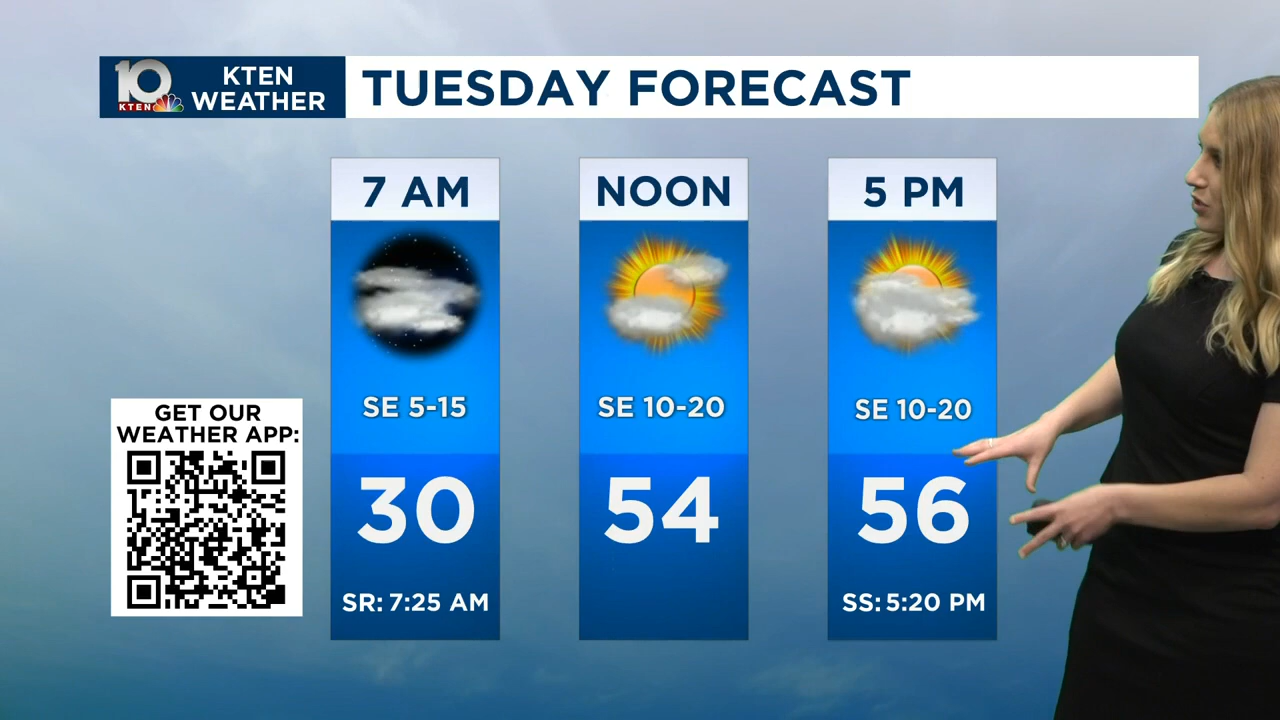 10
KTEN
KTEN
WEATHER
TUESDAY FORECAST
7 AM
NOON
5 PM
SE 5-15
SE 10-20
SE 10-20
GET OUR
WEATHER APP:
30
54
56
SR: 7:25 AM
SS: 5:20 PM